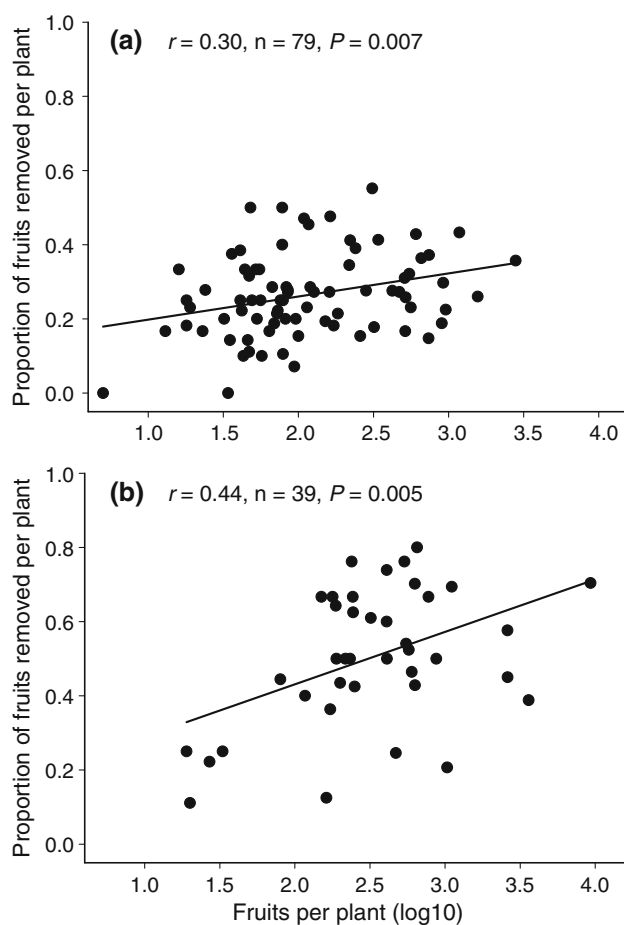 (a) r = 0.30, n = 79, P = 0.007
Proportion of fruits removed per plant
1.0
0.8
0.6
0.4
0.2
0.0
1.0 1.5 2.0 2.5 3.0 3.5 4.0
(b) r = 0.44, n = 39, P = 0.005
Proportion of fruits removed per plant
1.0
0.8
0.6
0.4
0.2
0.0
1.0 1.5 2.0 2.5 3.0 3.5 4.0
Fruits per plant (log10)